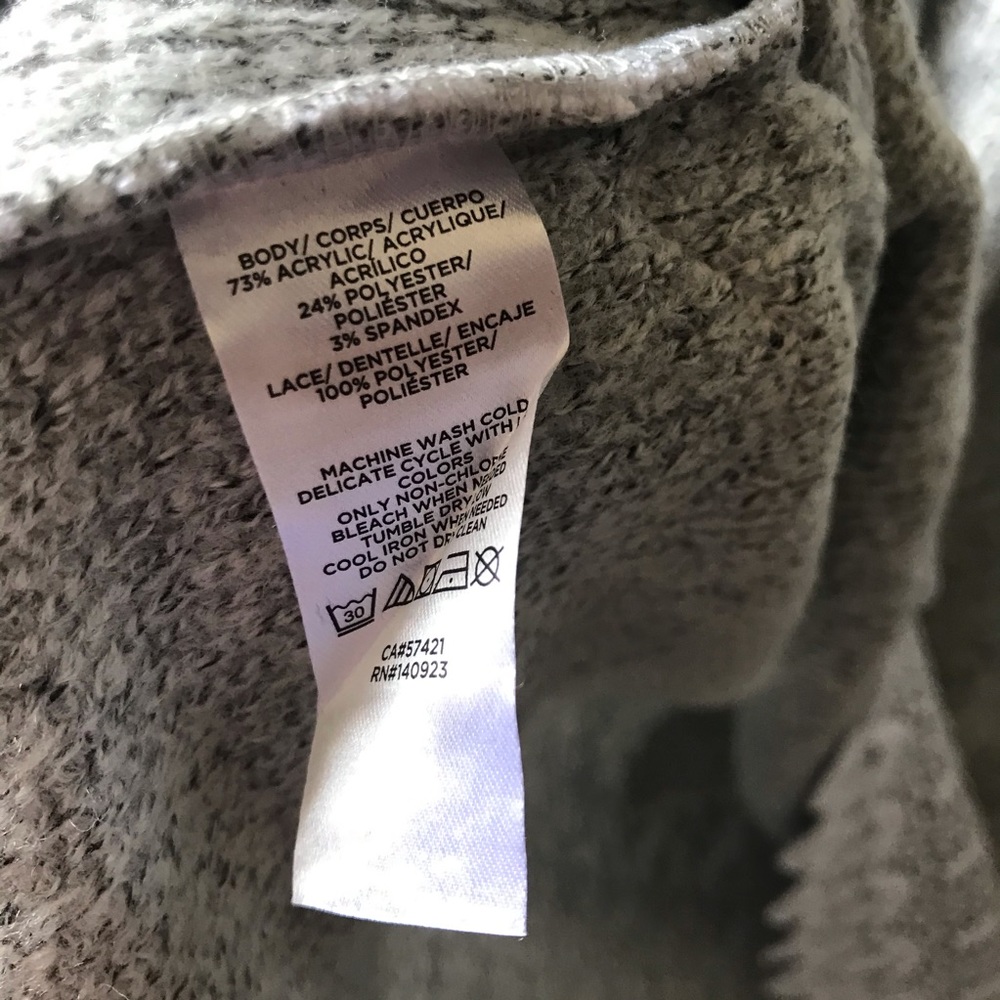 BODY/ CORPS/ CUERPO
73% ACRYLIC/ ACRYLIQUE/
ACRÍLICO
24% POLYESTER/
POLIÉSTER
3% SPANDEX
LACE/ DENTELLE/ ENCAJE
100% POLYESTER/
POLIÉSTER
MACHINE WASH COLD
DELICATE CYCLE WITH
COLORS
ONLY NON-CHLORINE
BLEACH WHEN NEEDED
TUMBLE DRY LOW
COOL IRON WHEN NEEDED
DO NOT DRY CLEAN
30
CA#57421
RN#140923